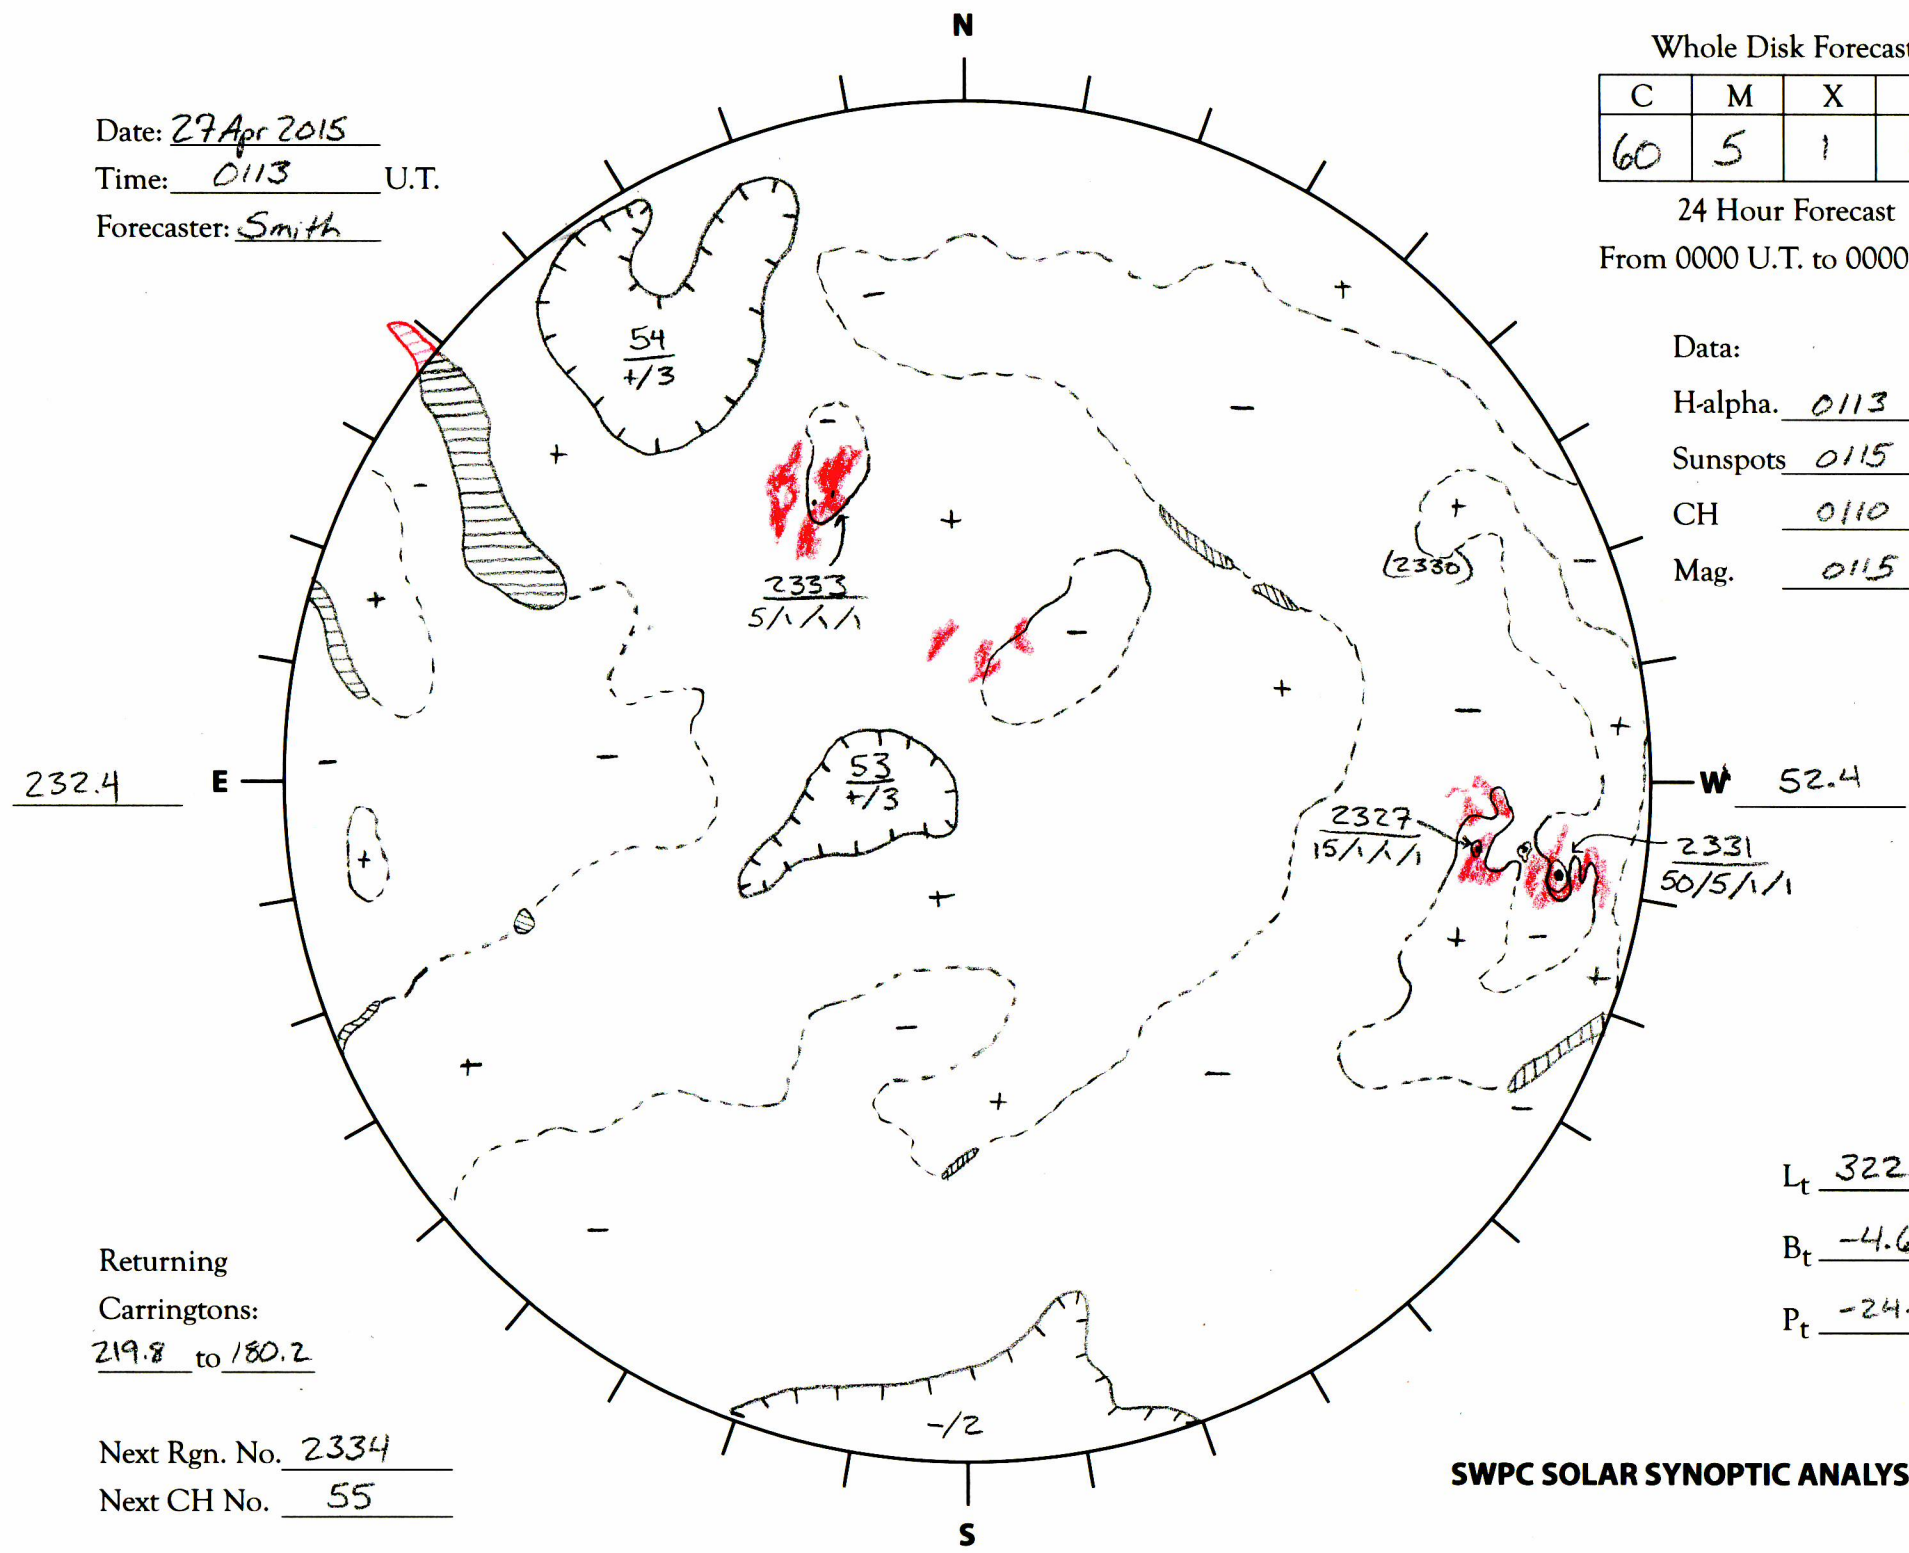 N
Whole Disk Forecast
C M X
60 5 1
24 Hour Forecast
From 0000 U.T. to 0000
Date: 27 Apr 2015
Time: 0113 U.T.
Forecaster: Smith
Data:
H-alpha. 0113
Sunspots 0115
CH 0110
Mag. 0115
54
+/3
-
+
-
-
+
-
+
+
(2330)
-
+
2333
5/1/1/1
-
+
-
+
-
-
+
232.4 E
53
+/3
W 52.4
2327
15/1/1/1
2331
50/5/1/1
+
+
+
-
+
-
+
+
-
-
-
Lt 322
Bt -4.6
Pt -24.
Returning
Carringtons:
219.8 to 180.2
-/2
Next Rgn. No. 2334
Next CH No. 55
SWPC SOLAR SYNOPTIC ANALYS
S